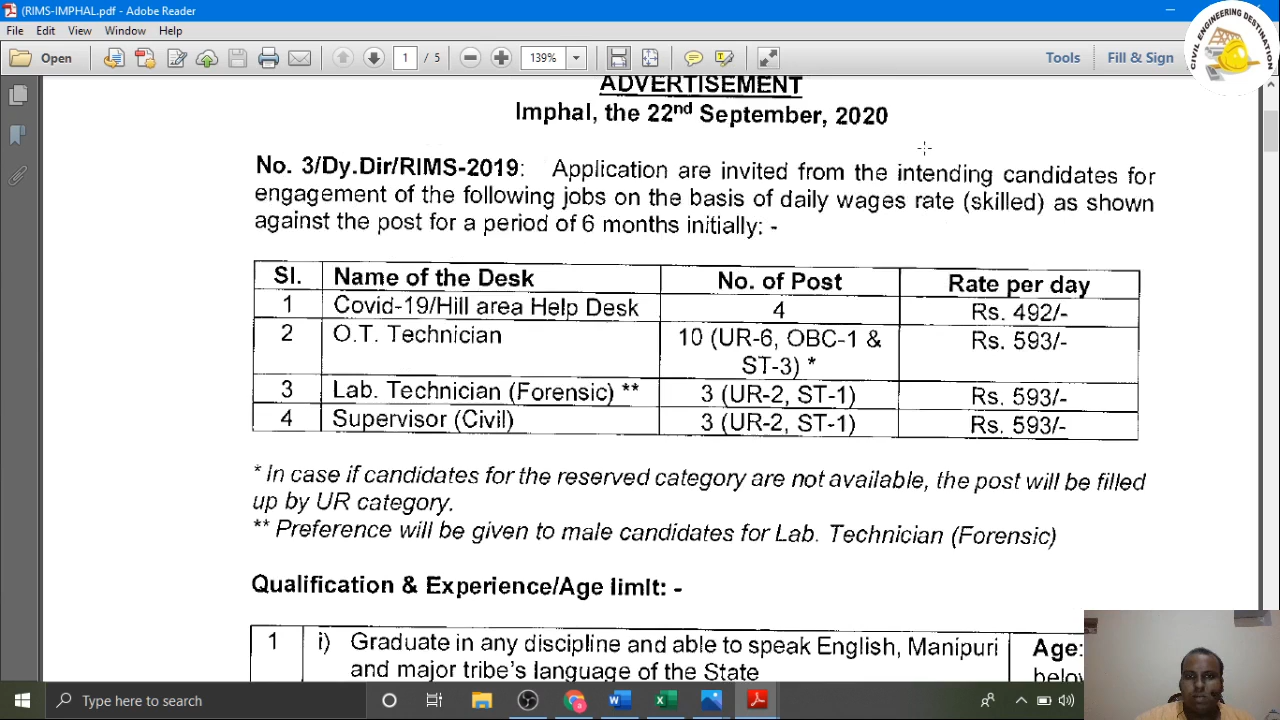 (RIMS-IMPHAL.pdf - Adobe Reader
File Edit View Window Help
Open 1 / 5 139% Tools Fill & Sign
CIVIL ENGINEERING DESTINATION
ADVERTISEMENT
Imphal, the 22nd September, 2020
No. 3/Dy.Dir/RIMS-2019: Application are invited from the intending candidates for
engagement of the following jobs on the basis of daily wages rate (skilled) as shown
against the post for a period of 6 months initially: -
Sl. Name of the Desk No. of Post Rate per day
1 Covid-19/Hill area Help Desk 4 Rs. 492/-
2 O.T. Technician 10 (UR-6, OBC-1 & Rs. 593/-
ST-3) *
3 Lab. Technician (Forensic) ** 3 (UR-2, ST-1) Rs. 593/-
4 Supervisor (Civil) 3 (UR-2, ST-1) Rs. 593/-
* In case if candidates for the reserved category are not available, the post will be filled
up by UR category.
** Preference will be given to male candidates for Lab. Technician (Forensic)
Qualification & Experience/Age limit: -
1 i) Graduate in any discipline and able to speak English, Manipuri Age:
and major tribe's language of the State below
Type here to search